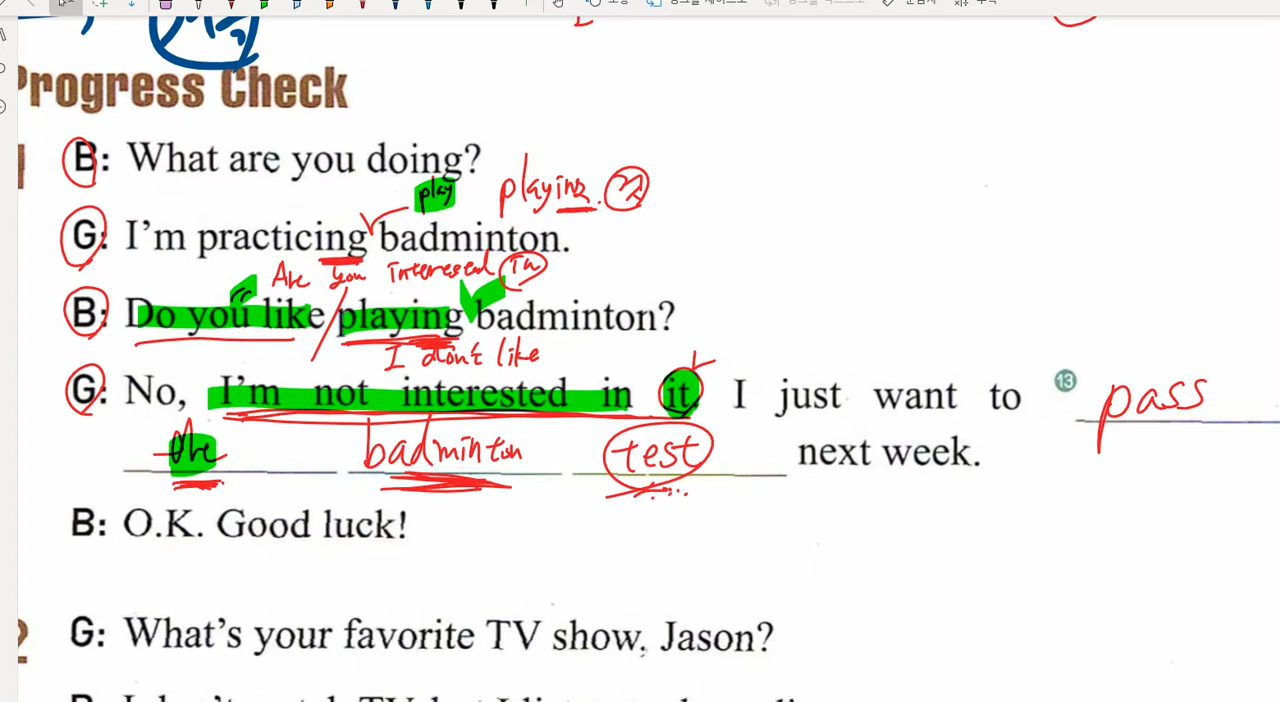 Progress Check
B: What are you doing?
play
playing.
G: I'm practicing badminton.
Are you interested in
B: Do you like playing badminton?
I don't like
G: No, I'm not interested in it. I just want to 13 pass
the badminton test next week.
B: O.K. Good luck!
2
G: What's your favorite TV show, Jason?